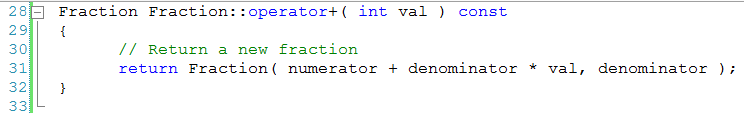 28 Fraction Fraction::operator+( int val ) const
29 {
30 // Return a new fraction
31 return Fraction( numerator + denominator * val, denominator );
32 }
33